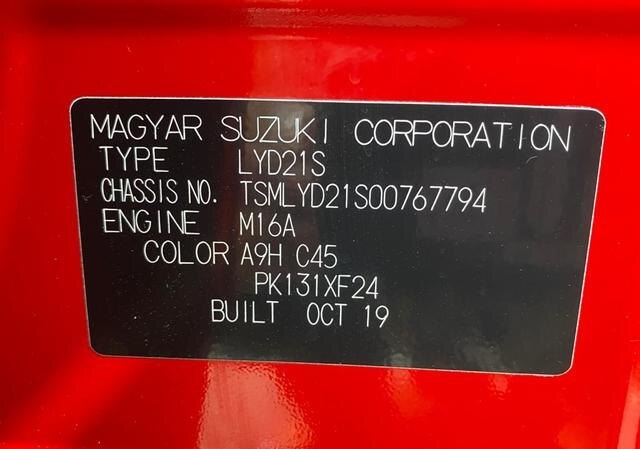 MAGYAR SUZUKI CORPORATION
TYPE LYD21S
CHASSIS NO. TSMLYD21S00767794
ENGINE M16A
COLOR A9H C45
PK131XF24
BUILT OCT 19